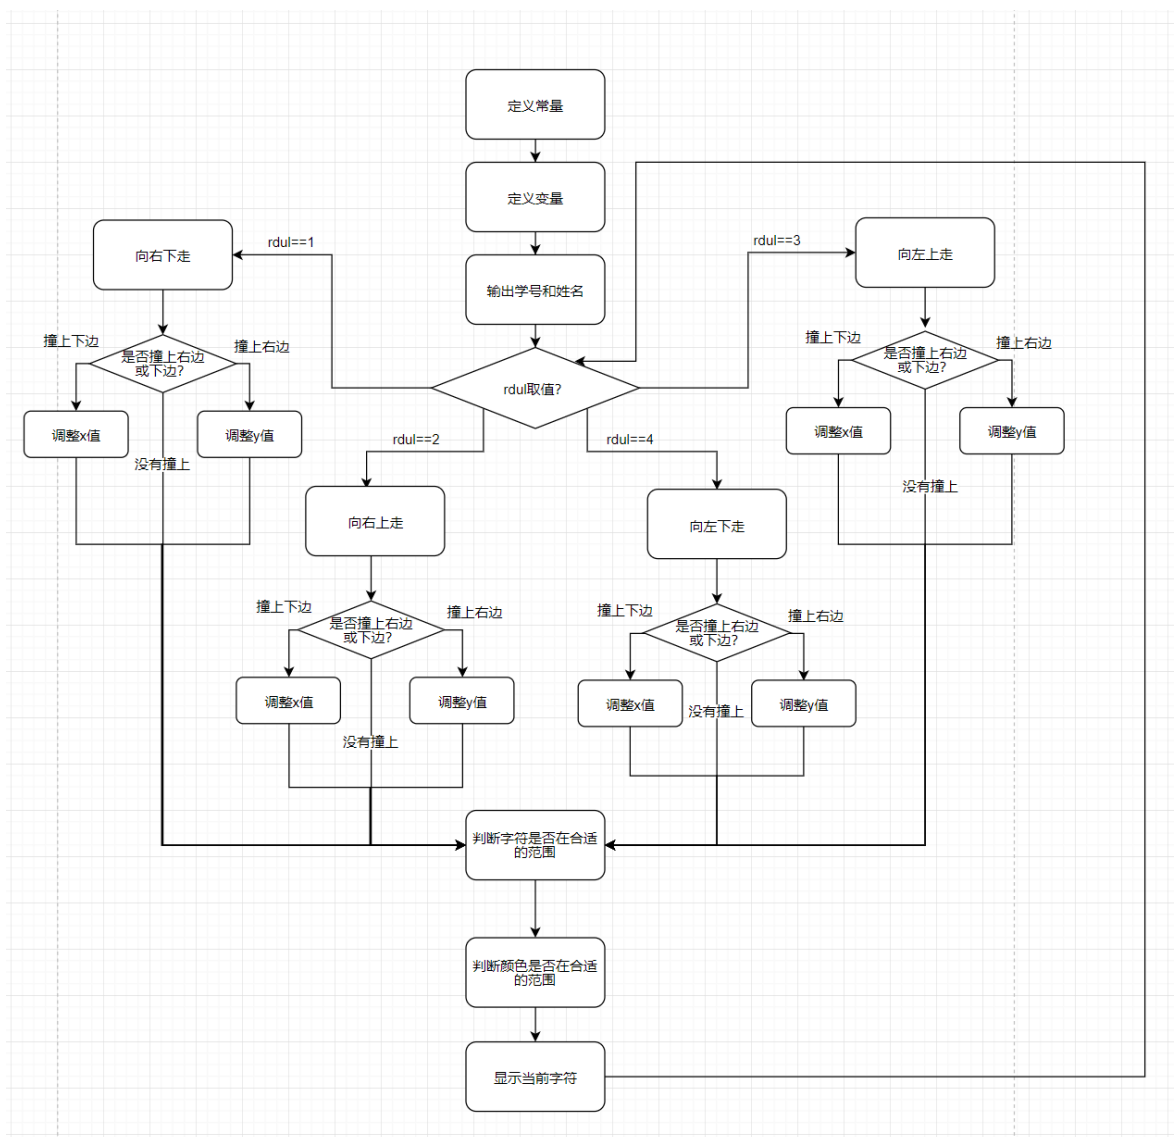 定义常量
定义变量
输出学号和姓名
rdul取值?
rdul==1
向右下走
撞上下边
是否撞上右边
或下边?
撞上右边
调整x值
调整y值
没有撞上
rdul==3
向左上走
撞上下边
是否撞上右边
或下边?
撞上右边
调整x值
调整y值
没有撞上
rdul==2
向右上走
撞上下边
是否撞上右边
或下边?
撞上右边
调整x值
调整y值
没有撞上
rdul==4
向左下走
撞上下边
是否撞上右边
或下边?
撞上右边
调整x值
调整y值
没有撞上
判断字符是否在合适
的范围
判断颜色是否在合适
的范围
显示当前字符